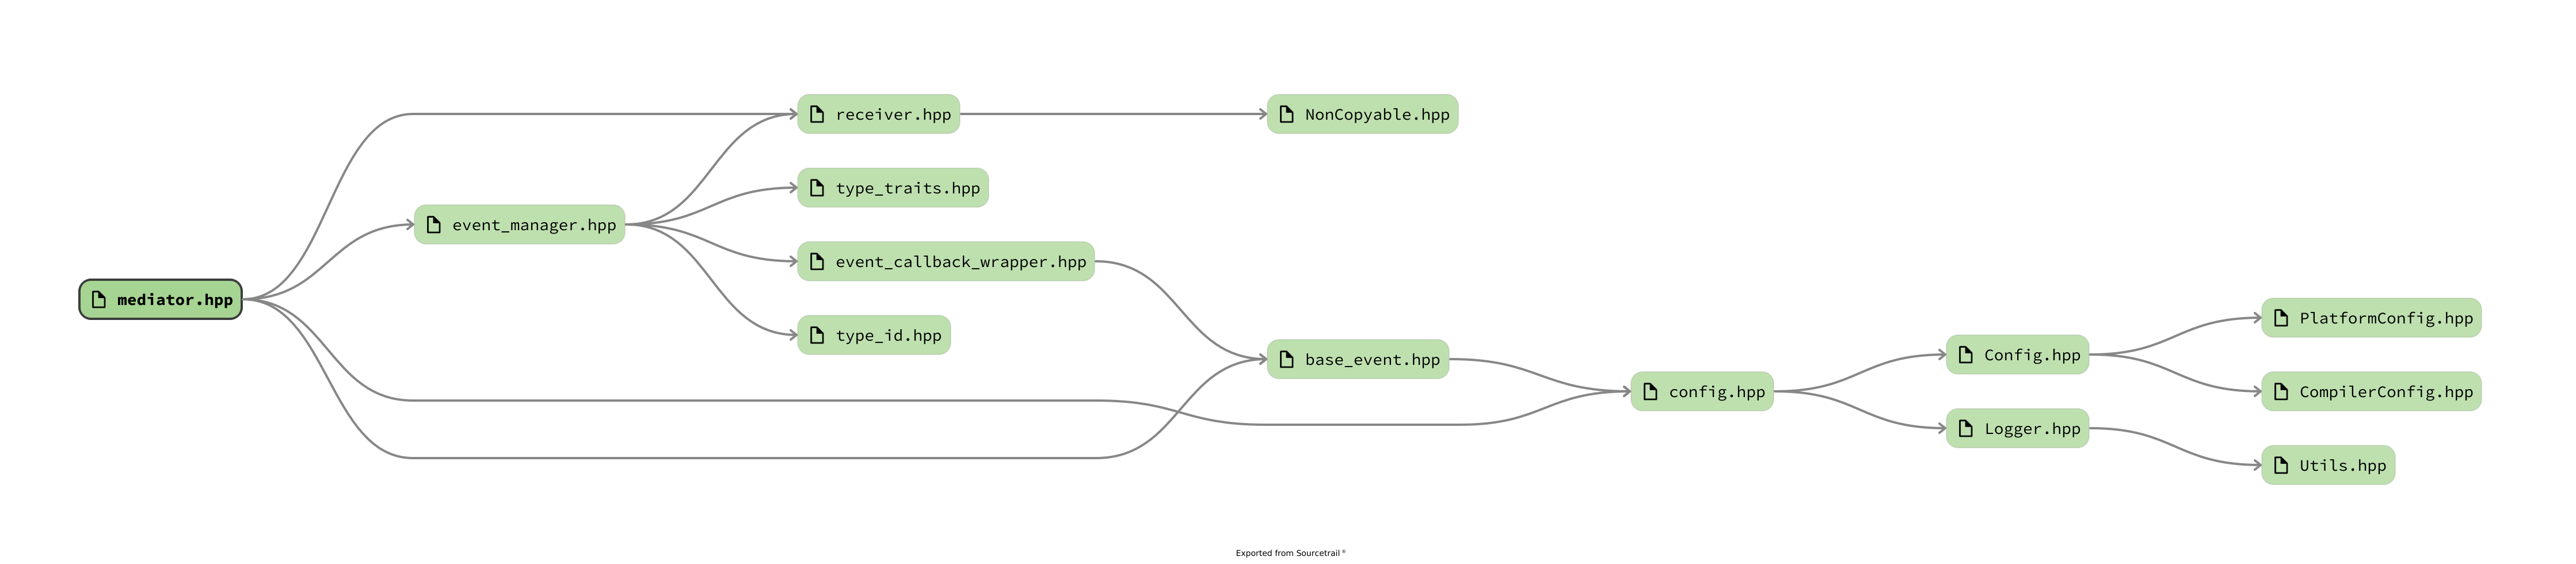 receiver.hpp
NonCopyable.hpp
type_traits.hpp
event_manager.hpp
event_callback_wrapper.hpp
mediator.hpp
PlatformConfig.hpp
type_id.hpp
base_event.hpp
Config.hpp
config.hpp
CompilerConfig.hpp
Logger.hpp
Utils.hpp
Exported from Sourcetrail ®